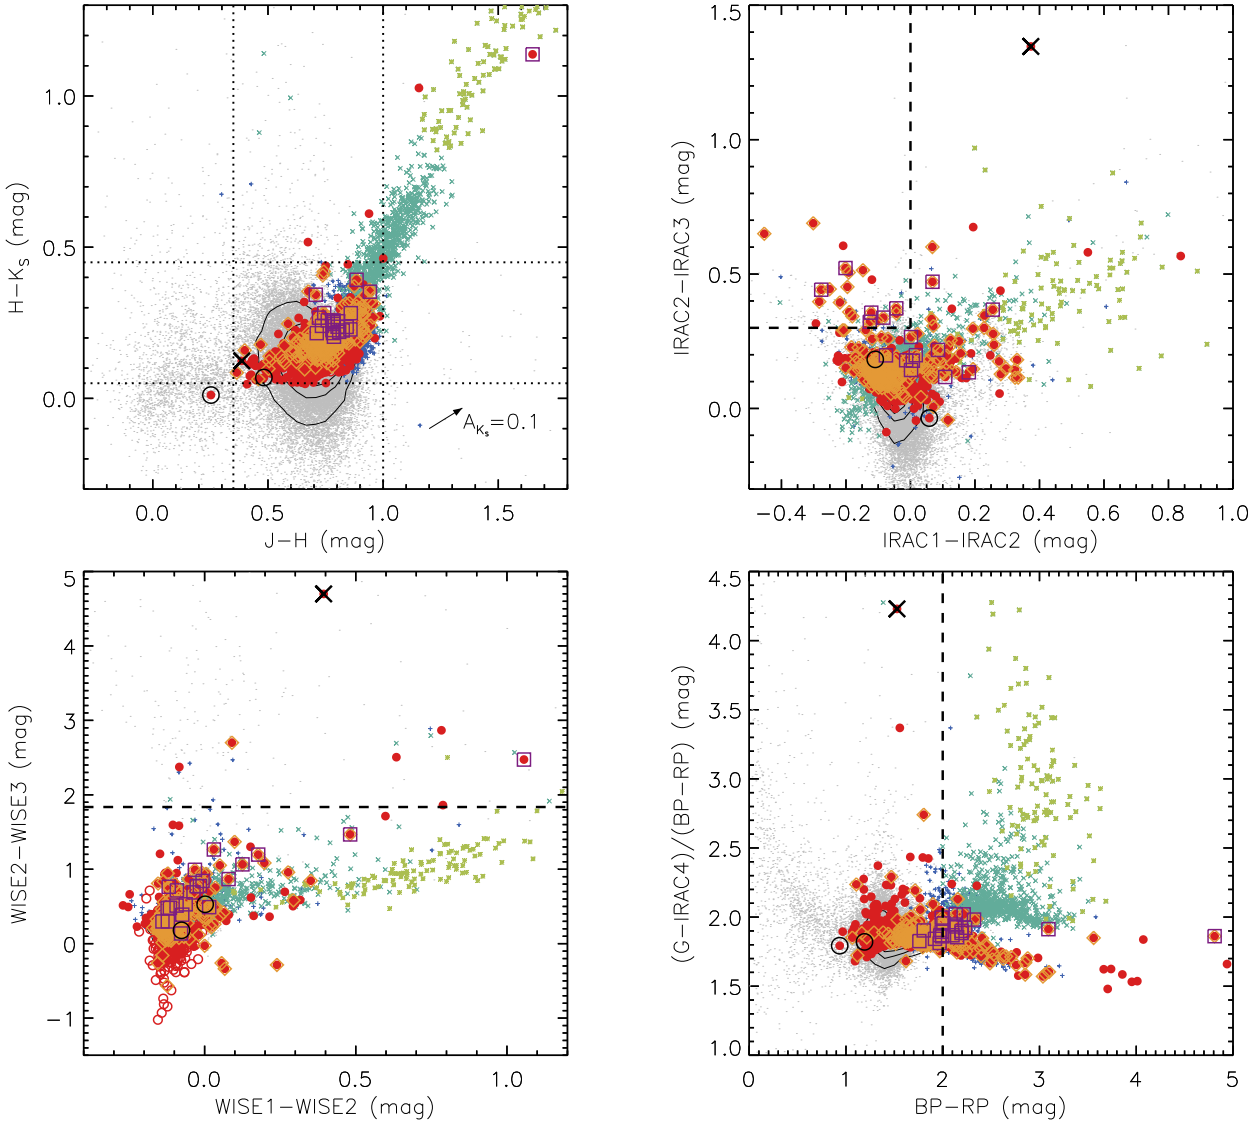 1.0
0.5
0.0
H−KS (mag)
AKs=0.1
0.0 0.5 1.0 1.5
J−H (mag)
1.5
1.0
0.5
0.0
IRAC2−IRAC3 (mag)
−0.4 −0.2 0.0 0.2 0.4 0.6 0.8 1.0
IRAC1−IRAC2 (mag)
5
4
3
2
1
0
−1
WISE2−WISE3 (mag)
0.0 0.5 1.0
WISE1−WISE2 (mag)
4.5
4.0
3.5
3.0
2.5
2.0
1.5
1.0
(G−IRAC4)/(BP−RP) (mag)
0 1 2 3 4 5
BP−RP (mag)